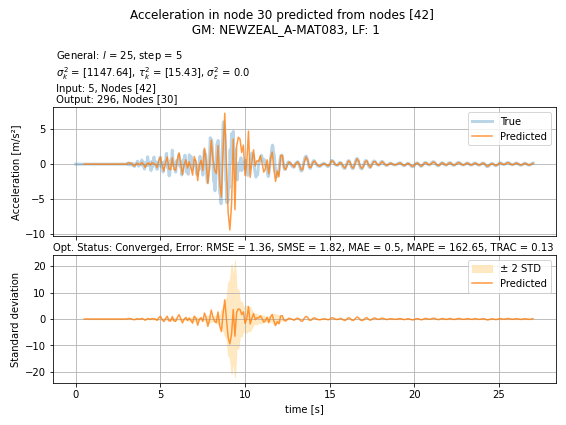 Acceleration in node 30 predicted from nodes [42]
GM: NEWZEAL_A-MAT083, LF: 1
General: l = 25, step = 5
σ²ₖ = [1147.64], τ²ₖ = [15.43], σ²ε = 0.0
Input: 5, Nodes [42]
Output: 296, Nodes [30]
Acceleration [m/s²]
5
0
−5
−10
True
Predicted
Opt. Status: Converged, Error: RMSE = 1.36, SMSE = 1.82, MAE = 0.5, MAPE = 162.65, TRAC = 0.13
Standard deviation
20
10
0
−10
−20
± 2 STD
Predicted
0 5 10 15 20 25
time [s]